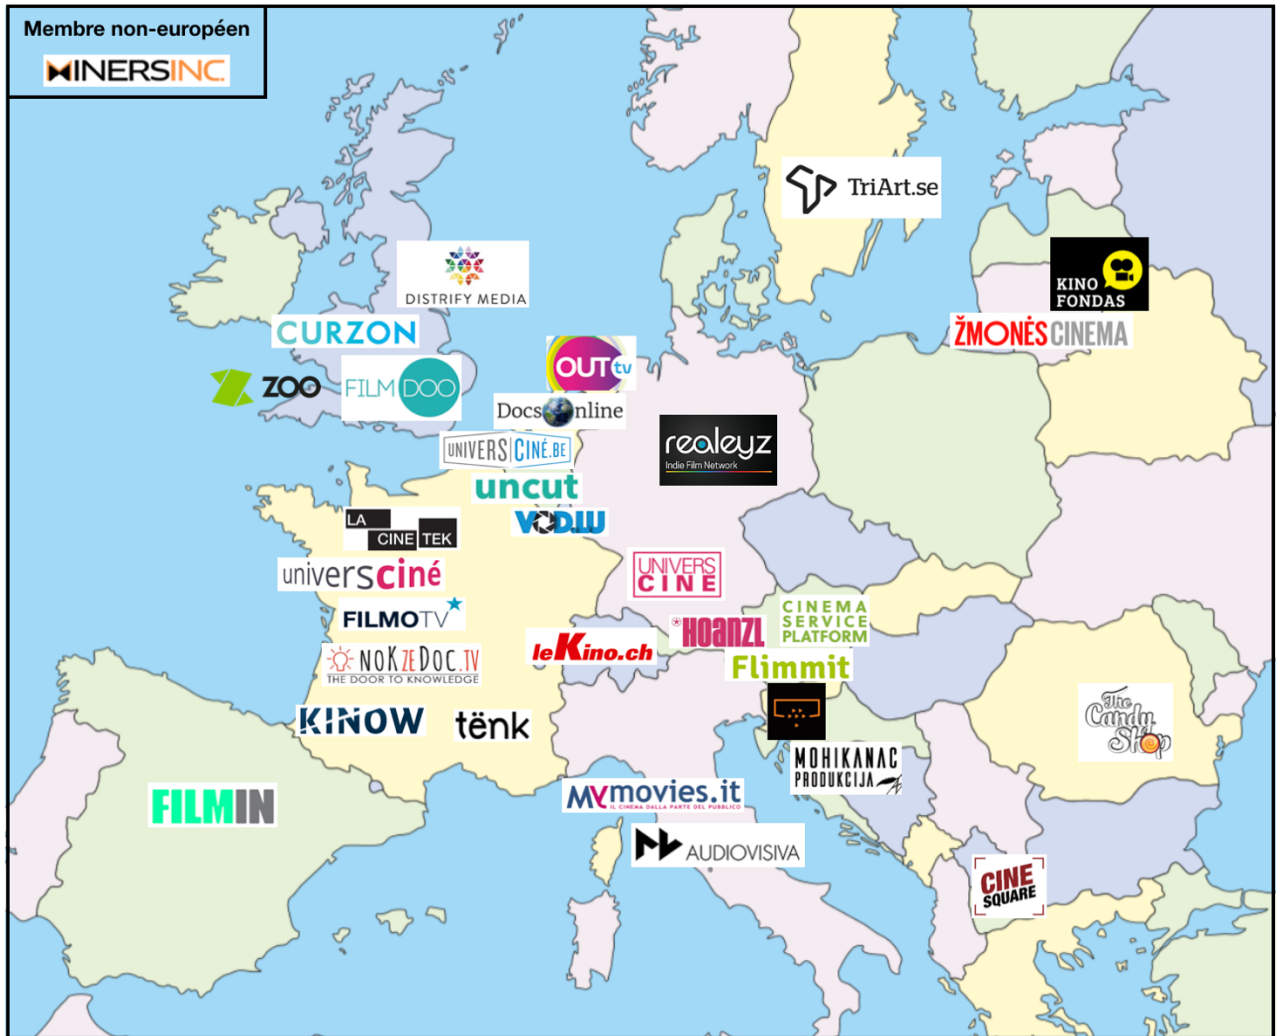 Membre non-européen
MINERSINC.
TriArt.se
DISTRIFY MEDIA
KINO
FONDAS
CURZON
ŽMONĖS CINEMA
OUTtv
ZOO
FILM DOO
Docs Online
realeyz
Indie Film Network
UNIVERS CINÉ.BE
uncut
VOD.LU
LA
CINE TEK
universciné
UNIVERS
CINE
FILMOTV
CINEMA
SERVICE
PLATFORM
*HOANZL
leKino.ch
noKzeDoc.TV
THE DOOR TO KNOWLEDGE
Flimmit
KINOW
tënk
The
Candy
Shop
MOHIKANAC
PRODUKCIJA
FILMIN
MYmovies.it
IL CINEMA DALLA PARTE DEL PUBBLICO
AUDIOVISIVA
CINE
SQUARE